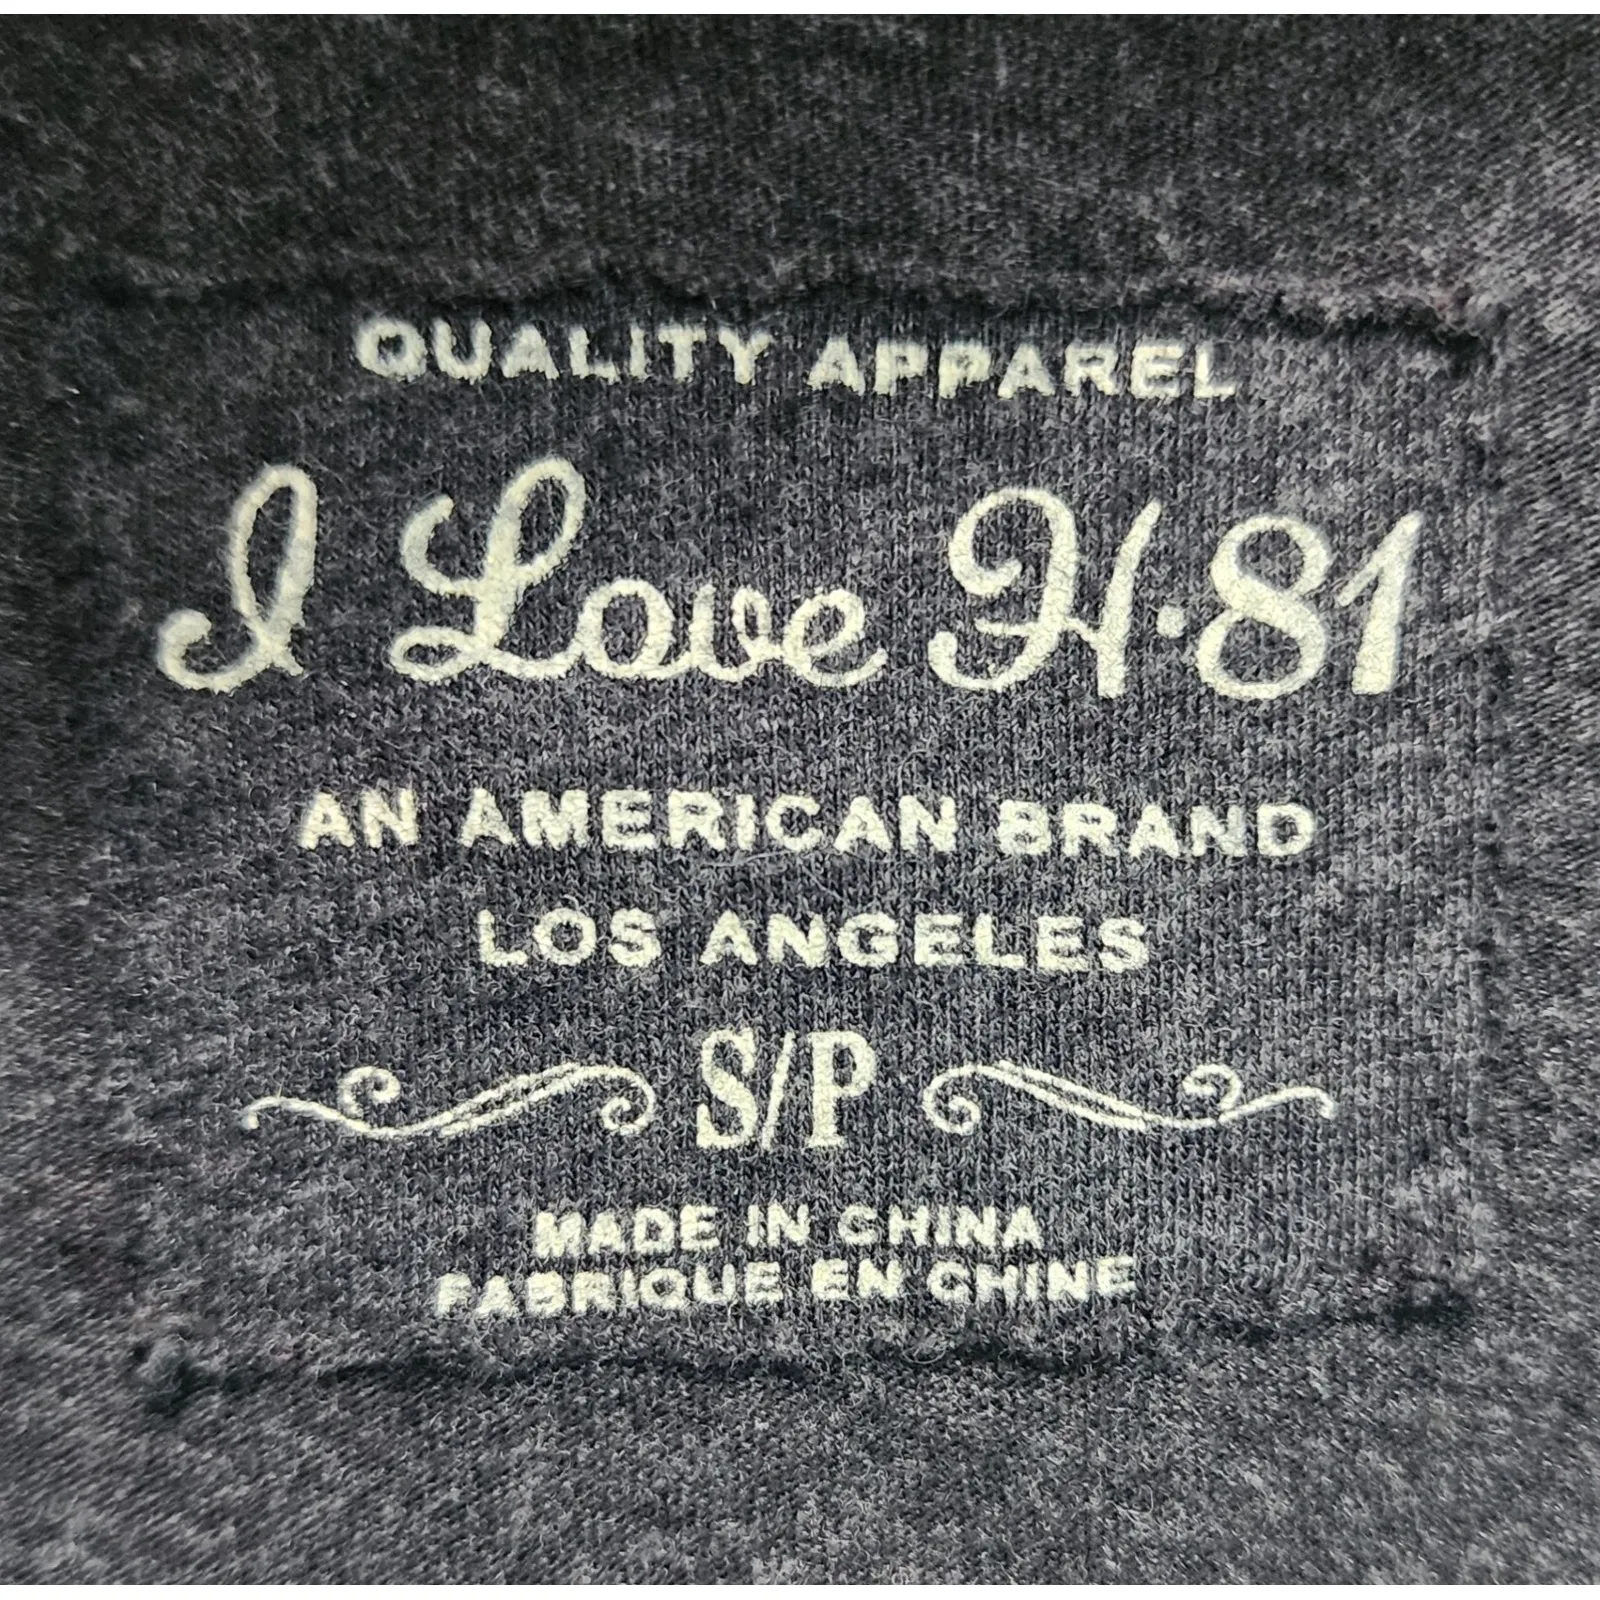 QUALITY APPAREL
I Love H·81
AN AMERICAN BRAND
LOS ANGELES
S/P
MADE IN CHINA
FABRIQUE EN CHINE